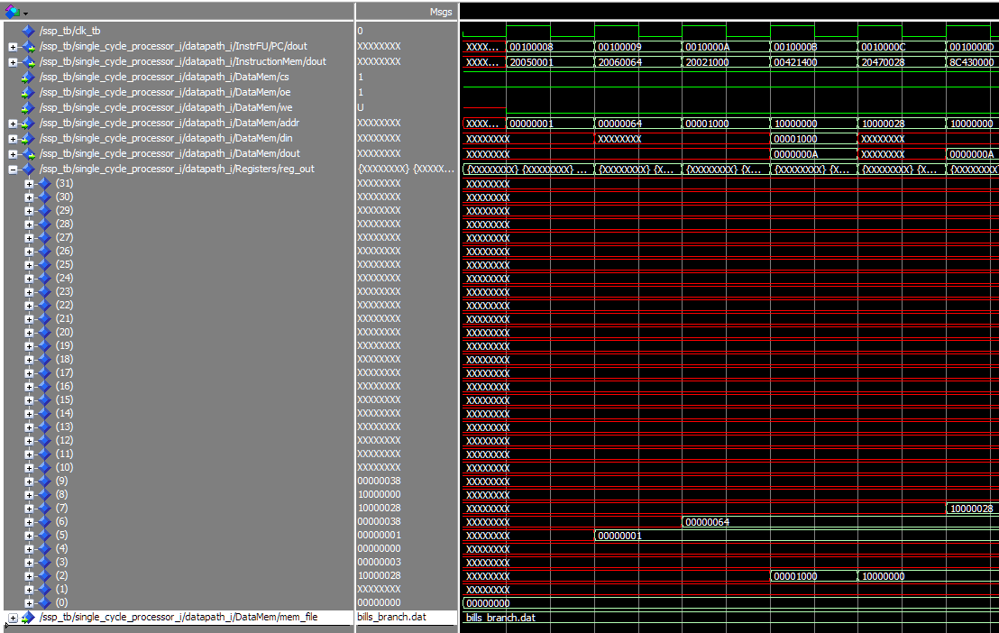 Msgs
/ssp_tb/clk_tb 0
/ssp_tb/single_cycle_processor_i/datapath_i/InstrFU/PC/dout XXXXXXXX XXXX... 00100008 00100009 0010000A 0010000B 0010000C 0010000D
/ssp_tb/single_cycle_processor_i/datapath_i/InstructionMem/dout XXXXXXXX XXXX... 20050001 20060064 20021000 00421400 20470028 8C430000
/ssp_tb/single_cycle_processor_i/datapath_i/DataMem/cs 1
/ssp_tb/single_cycle_processor_i/datapath_i/DataMem/oe 1
/ssp_tb/single_cycle_processor_i/datapath_i/DataMem/we U
/ssp_tb/single_cycle_processor_i/datapath_i/DataMem/addr XXXXXXXX XXXX... 00000001 00000064 00001000 10000000 10000028 10000000
/ssp_tb/single_cycle_processor_i/datapath_i/DataMem/din XXXXXXXX XXXXXXXX XXXXXXXX 00001000 XXXXXXXX
/ssp_tb/single_cycle_processor_i/datapath_i/DataMem/dout XXXXXXXX XXXXXXXX 0000000A XXXXXXXX 0000000A
/ssp_tb/single_cycle_processor_i/datapath_i/Registers/reg_out {XXXXXXXX} {XXXXX... {XXXXXXXX} {XXXXXXXX} ... {XXXXXXXX} {X... {XXXXXXXX} {X... {XXXXXXXX} {X... {XXXXXXXX} {X... {XXXXXXXX
(31) XXXXXXXX XXXXXXXX
(30) XXXXXXXX XXXXXXXX
(29) XXXXXXXX XXXXXXXX
(28) XXXXXXXX XXXXXXXX
(27) XXXXXXXX XXXXXXXX
(26) XXXXXXXX XXXXXXXX
(25) XXXXXXXX XXXXXXXX
(24) XXXXXXXX XXXXXXXX
(23) XXXXXXXX XXXXXXXX
(22) XXXXXXXX XXXXXXXX
(21) XXXXXXXX XXXXXXXX
(20) XXXXXXXX XXXXXXXX
(19) XXXXXXXX XXXXXXXX
(18) XXXXXXXX XXXXXXXX
(17) XXXXXXXX XXXXXXXX
(16) XXXXXXXX XXXXXXXX
(15) XXXXXXXX XXXXXXXX
(14) XXXXXXXX XXXXXXXX
(13) XXXXXXXX XXXXXXXX
(12) XXXXXXXX XXXXXXXX
(11) XXXXXXXX XXXXXXXX
(10) XXXXXXXX XXXXXXXX
(9) 00000038 XXXXXXXX
(8) 10000000 XXXXXXXX
(7) 10000028 XXXXXXXX 10000028
(6) 00000038 XXXXXXXX 00000064
(5) 00000001 XXXXXXXX 00000001
(4) 00000000 XXXXXXXX
(3) 00000003 XXXXXXXX
(2) 10000028 XXXXXXXX 00001000 10000000
(1) XXXXXXXX XXXXXXXX
(0) 00000000 00000000
/ssp_tb/single_cycle_processor_i/datapath_i/DataMem/mem_file bills_branch.dat bills_branch.dat